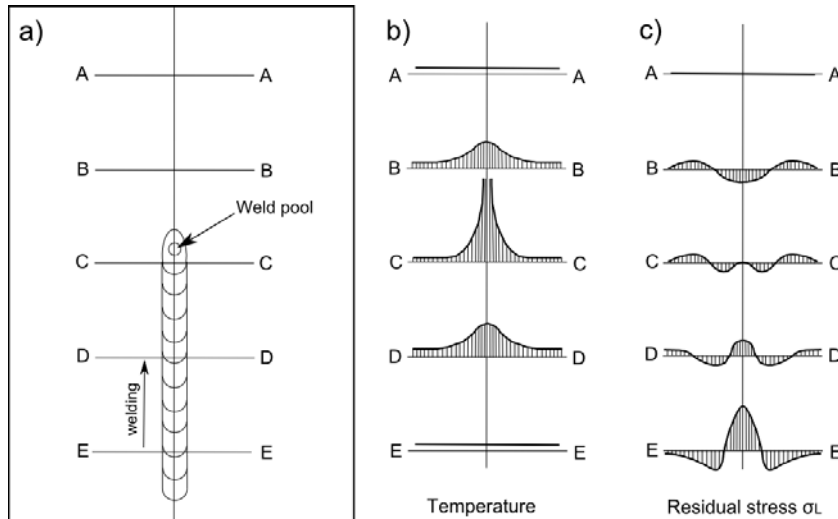 a)
b)
c)
A A
A A
A A
B B
B B
B B
Weld pool
C C
C C
C C
D D
D D
D D
welding
E E
E E
E E
Temperature
Residual stress σL